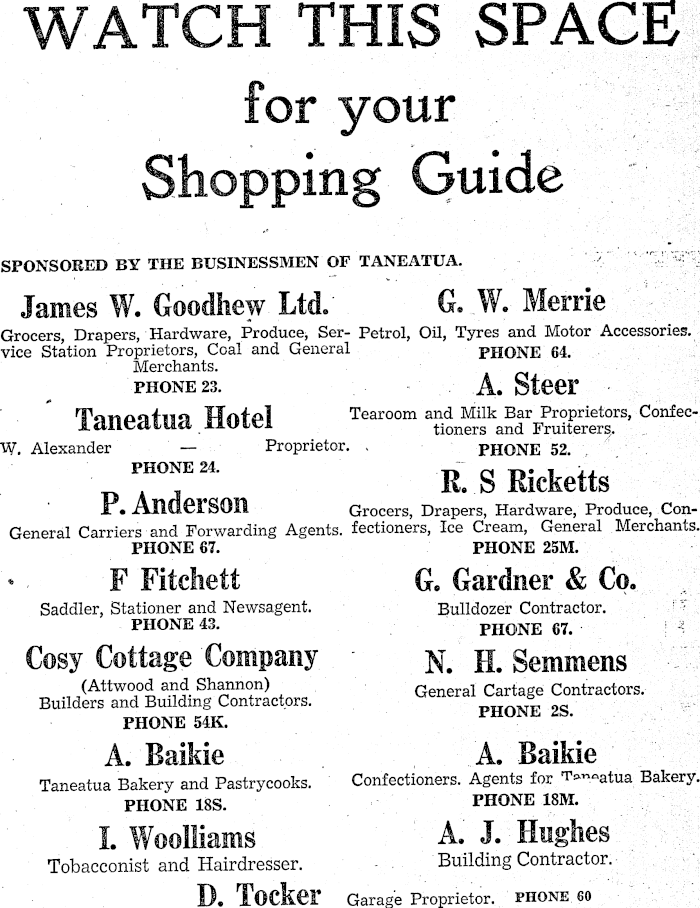 WATCH THIS SPACE
for your
Shopping Guide
SPONSORED BY THE BUSINESSMEN OF TANEATUA.
James W. Goodhew Ltd.
Grocers, Drapers, Hardware, Produce, Ser-
vice Station Proprietors, Coal and General
Merchants.
PHONE 23.
Taneatua Hotel
W. Alexander — Proprietor.
PHONE 24.
P. Anderson
General Carriers and Forwarding Agents.
PHONE 67.
F Fitchett
Saddler, Stationer and Newsagent.
PHONE 43.
Cosy Cottage Company
(Attwood and Shannon)
Builders and Building Contractors.
PHONE 54K.
A. Baikie
Taneatua Bakery and Pastrycooks.
PHONE 18S.
I. Woolliams
Tobacconist and Hairdresser.
G. W. Merrie
Petrol, Oil, Tyres and Motor Accessories.
PHONE 64.
A. Steer
Tearoom and Milk Bar Proprietors, Confec-
tioners and Fruiterers.
PHONE 52.
R. S Ricketts
Grocers, Drapers, Hardware, Produce, Con-
fectioners, Ice Cream, General Merchants.
PHONE 25M.
G. Gardner & Co.
Bulldozer Contractor.
PHONE 67.
N. H. Semmens
General Cartage Contractors.
PHONE 2S.
A. Baikie
Confectioners. Agents for Taneatua Bakery.
PHONE 18M.
A. J. Hughes
Building Contractor.
D. Tocker Garage Proprietor. PHONE 60